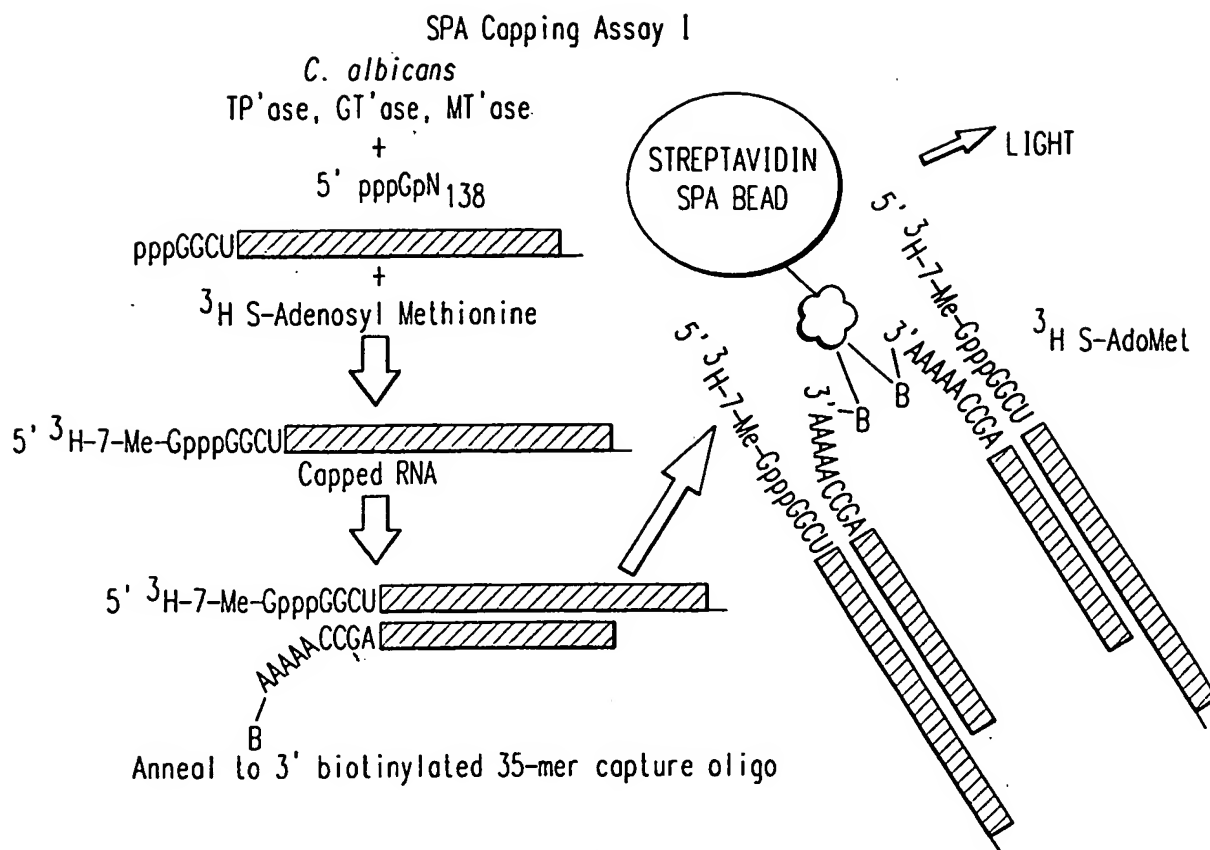 SPA Capping Assay I
C. albicans
TP'ase, GT'ase, MT'ase
+
5' pppGpN138
pppGGCU
+
3H S-Adenosyl Methionine
5' 3H-7-Me-GpppGGCU
Capped RNA
5' 3H-7-Me-GpppGGCU
AAAAACCGA
B
Anneal to 3' biotinylated 35-mer capture oligo
STREPTAVIDIN
SPA BEAD
LIGHT
5' 3H-7-Me-GpppGGCU
3' AAAAACCGA
B
5' 3H-7-Me-GpppGGCU
3' AAAAACCGA
B
3H S-AdoMet